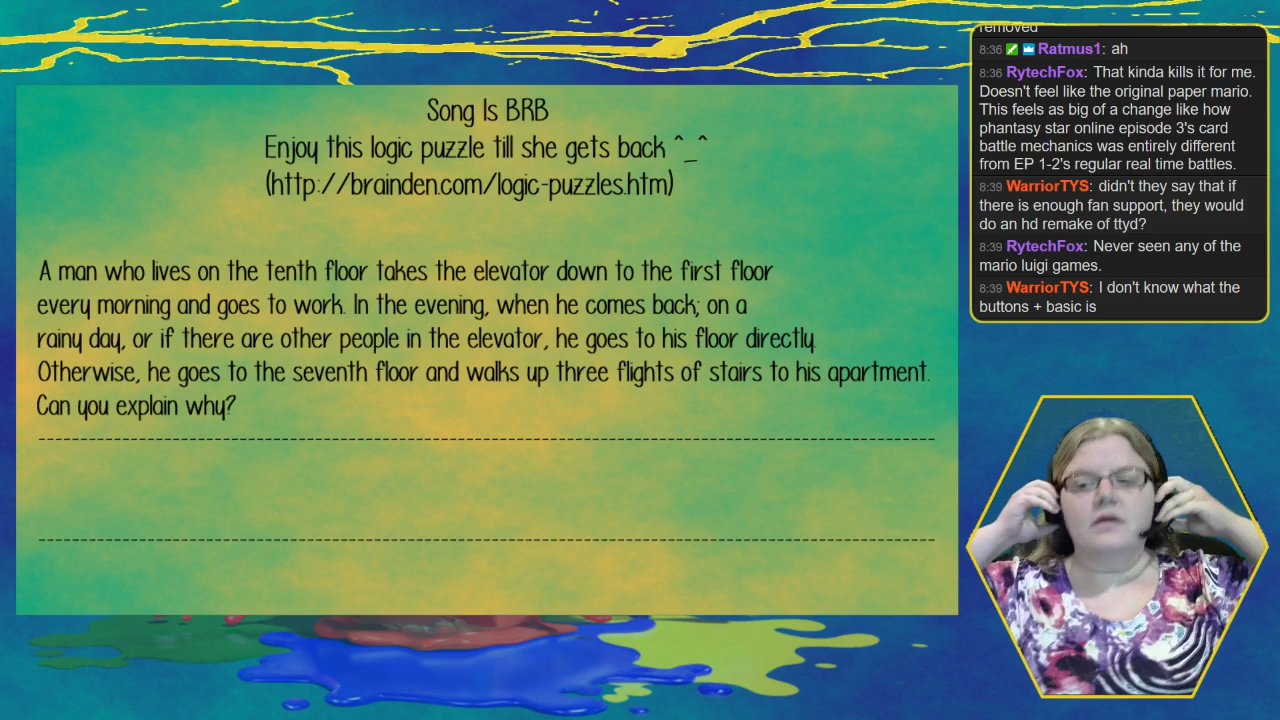 Song Is BRB
Enjoy this logic puzzle till she gets back ^_^
(http://brainden.com/logic-puzzles.htm)
A man who lives on the tenth floor takes the elevator down to the first floor
every morning and goes to work. In the evening, when he comes back; on a
rainy day, or if there are other people in the elevator, he goes to his floor directly.
Otherwise, he goes to the seventh floor and walks up three flights of stairs to his apartment.
Can you explain why?
removed
8:36 Ratmus1: ah
8:36 RytechFox: That kinda kills it for me.
Doesn't feel like the original paper mario.
This feels as big of a change like how
phantasy star online episode 3's card
battle mechanics was entirely different
from EP 1-2's regular real time battles.
8:39 WarriorTYS: didn't they say that if
there is enough fan support, they would
do an hd remake of ttyd?
8:39 RytechFox: Never seen any of the
mario luigi games.
8:39 WarriorTYS: I don't know what the
buttons + basic is